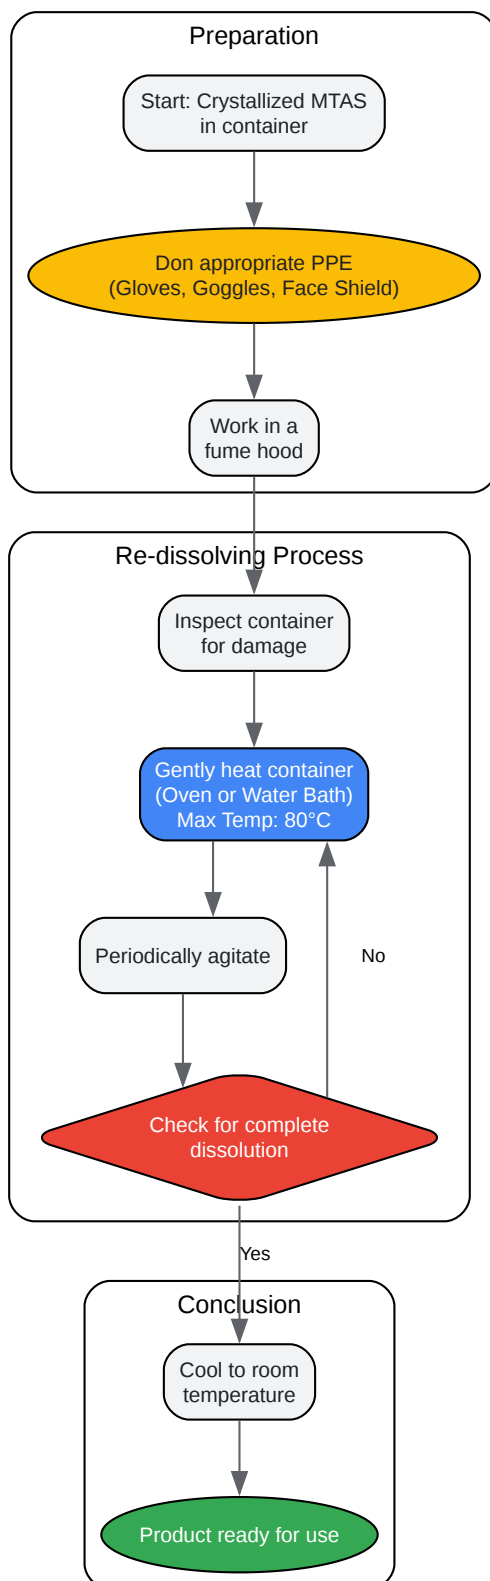 Preparation
Start: Crystallized MTAS
in container
Don appropriate PPE
(Gloves, Goggles, Face Shield)
Work in a
fume hood
Re-dissolving Process
Inspect container
for damage
Gently heat container
(Oven or Water Bath)
Max Temp: 80°C
Periodically agitate
No
Check for complete
dissolution
Yes
Conclusion
Cool to room
temperature
Product ready for use